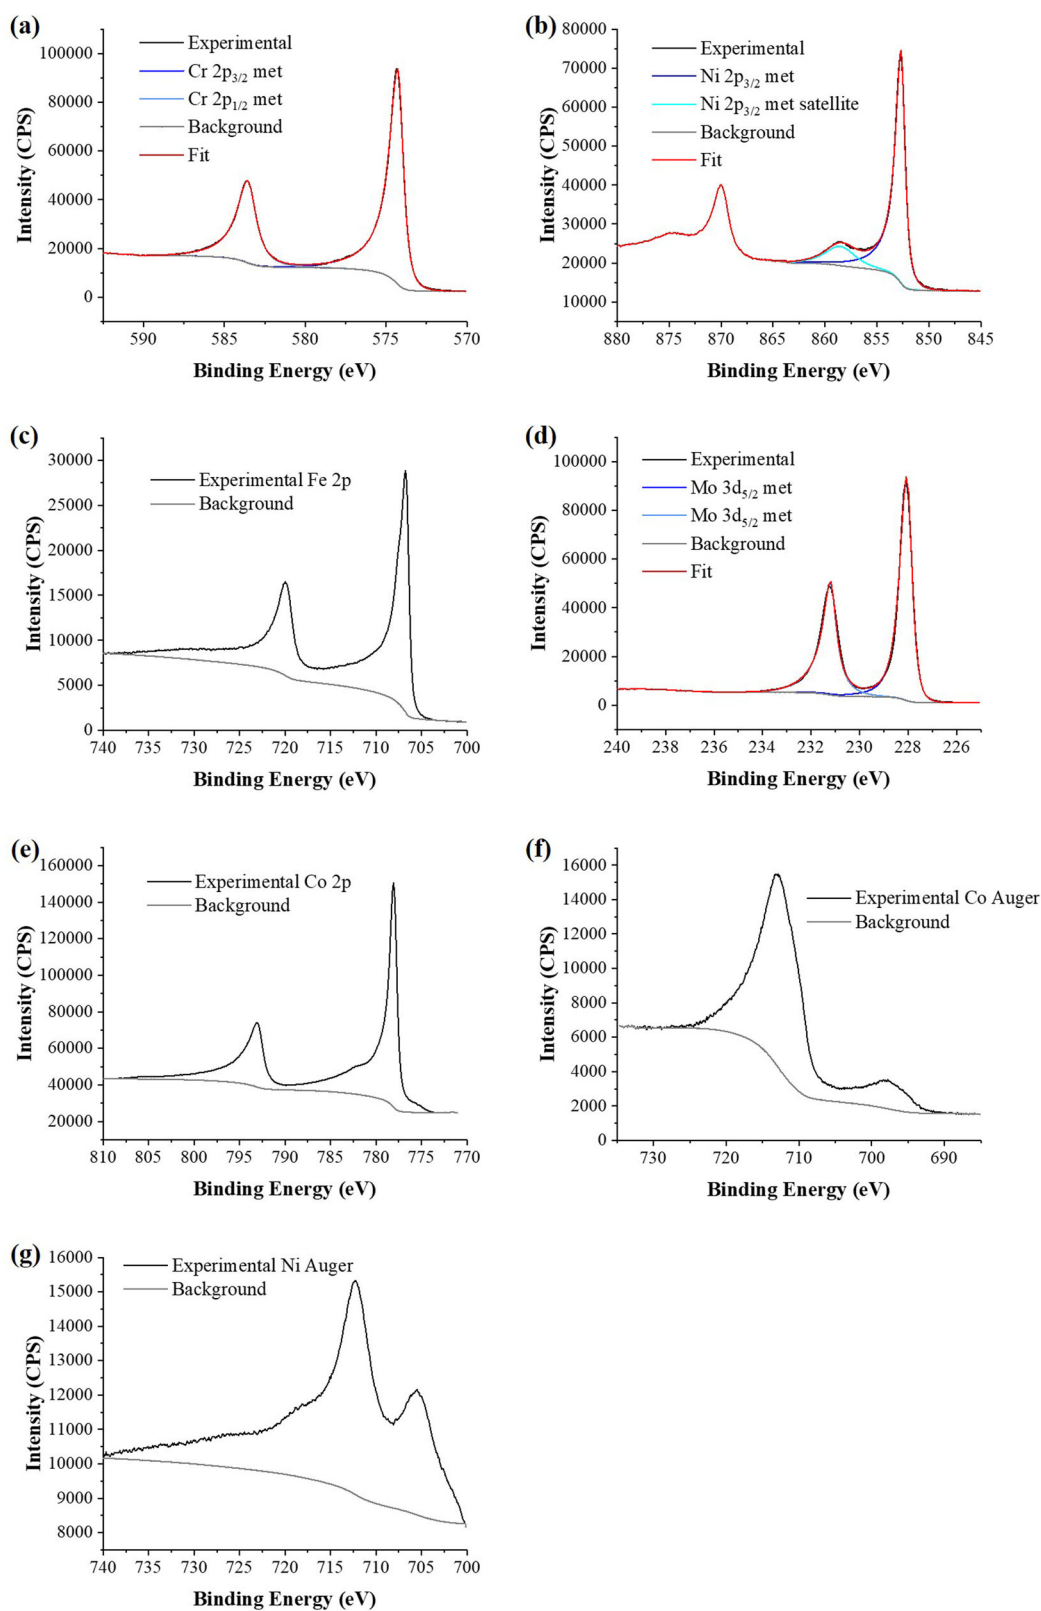 (a)
Experimental
Cr 2p3/2 met
Cr 2p1/2 met
Background
Fit
100000
80000
60000
40000
20000
0
590
585
580
575
570
Intensity (CPS)
Binding Energy (eV)
(b)
Experimental
Ni 2p3/2 met
Ni 2p3/2 met satellite
Background
Fit
80000
70000
60000
50000
40000
30000
20000
10000
880
875
870
865
860
855
850
845
Intensity (CPS)
Binding Energy (eV)
(c)
Experimental Fe 2p
Background
30000
25000
20000
15000
10000
5000
0
740
735
730
725
720
715
710
705
700
Intensity (CPS)
Binding Energy (eV)
(d)
Experimental
Mo 3d5/2 met
Mo 3d5/2 met
Background
Fit
100000
80000
60000
40000
20000
0
240
238
236
234
232
230
228
226
Intensity (CPS)
Binding Energy (eV)
(e)
Experimental Co 2p
Background
160000
140000
120000
100000
80000
60000
40000
20000
810
805
800
795
790
785
780
775
770
Intensity (CPS)
Binding Energy (eV)
(f)
Experimental Co Auger
Background
16000
14000
12000
10000
8000
6000
4000
2000
0
730
720
710
700
690
Intensity (CPS)
Binding Energy (eV)
(g)
Experimental Ni Auger
Background
16000
15000
14000
13000
12000
11000
10000
9000
8000
740
735
730
725
720
715
710
705
700
Intensity (CPS)
Binding Energy (eV)